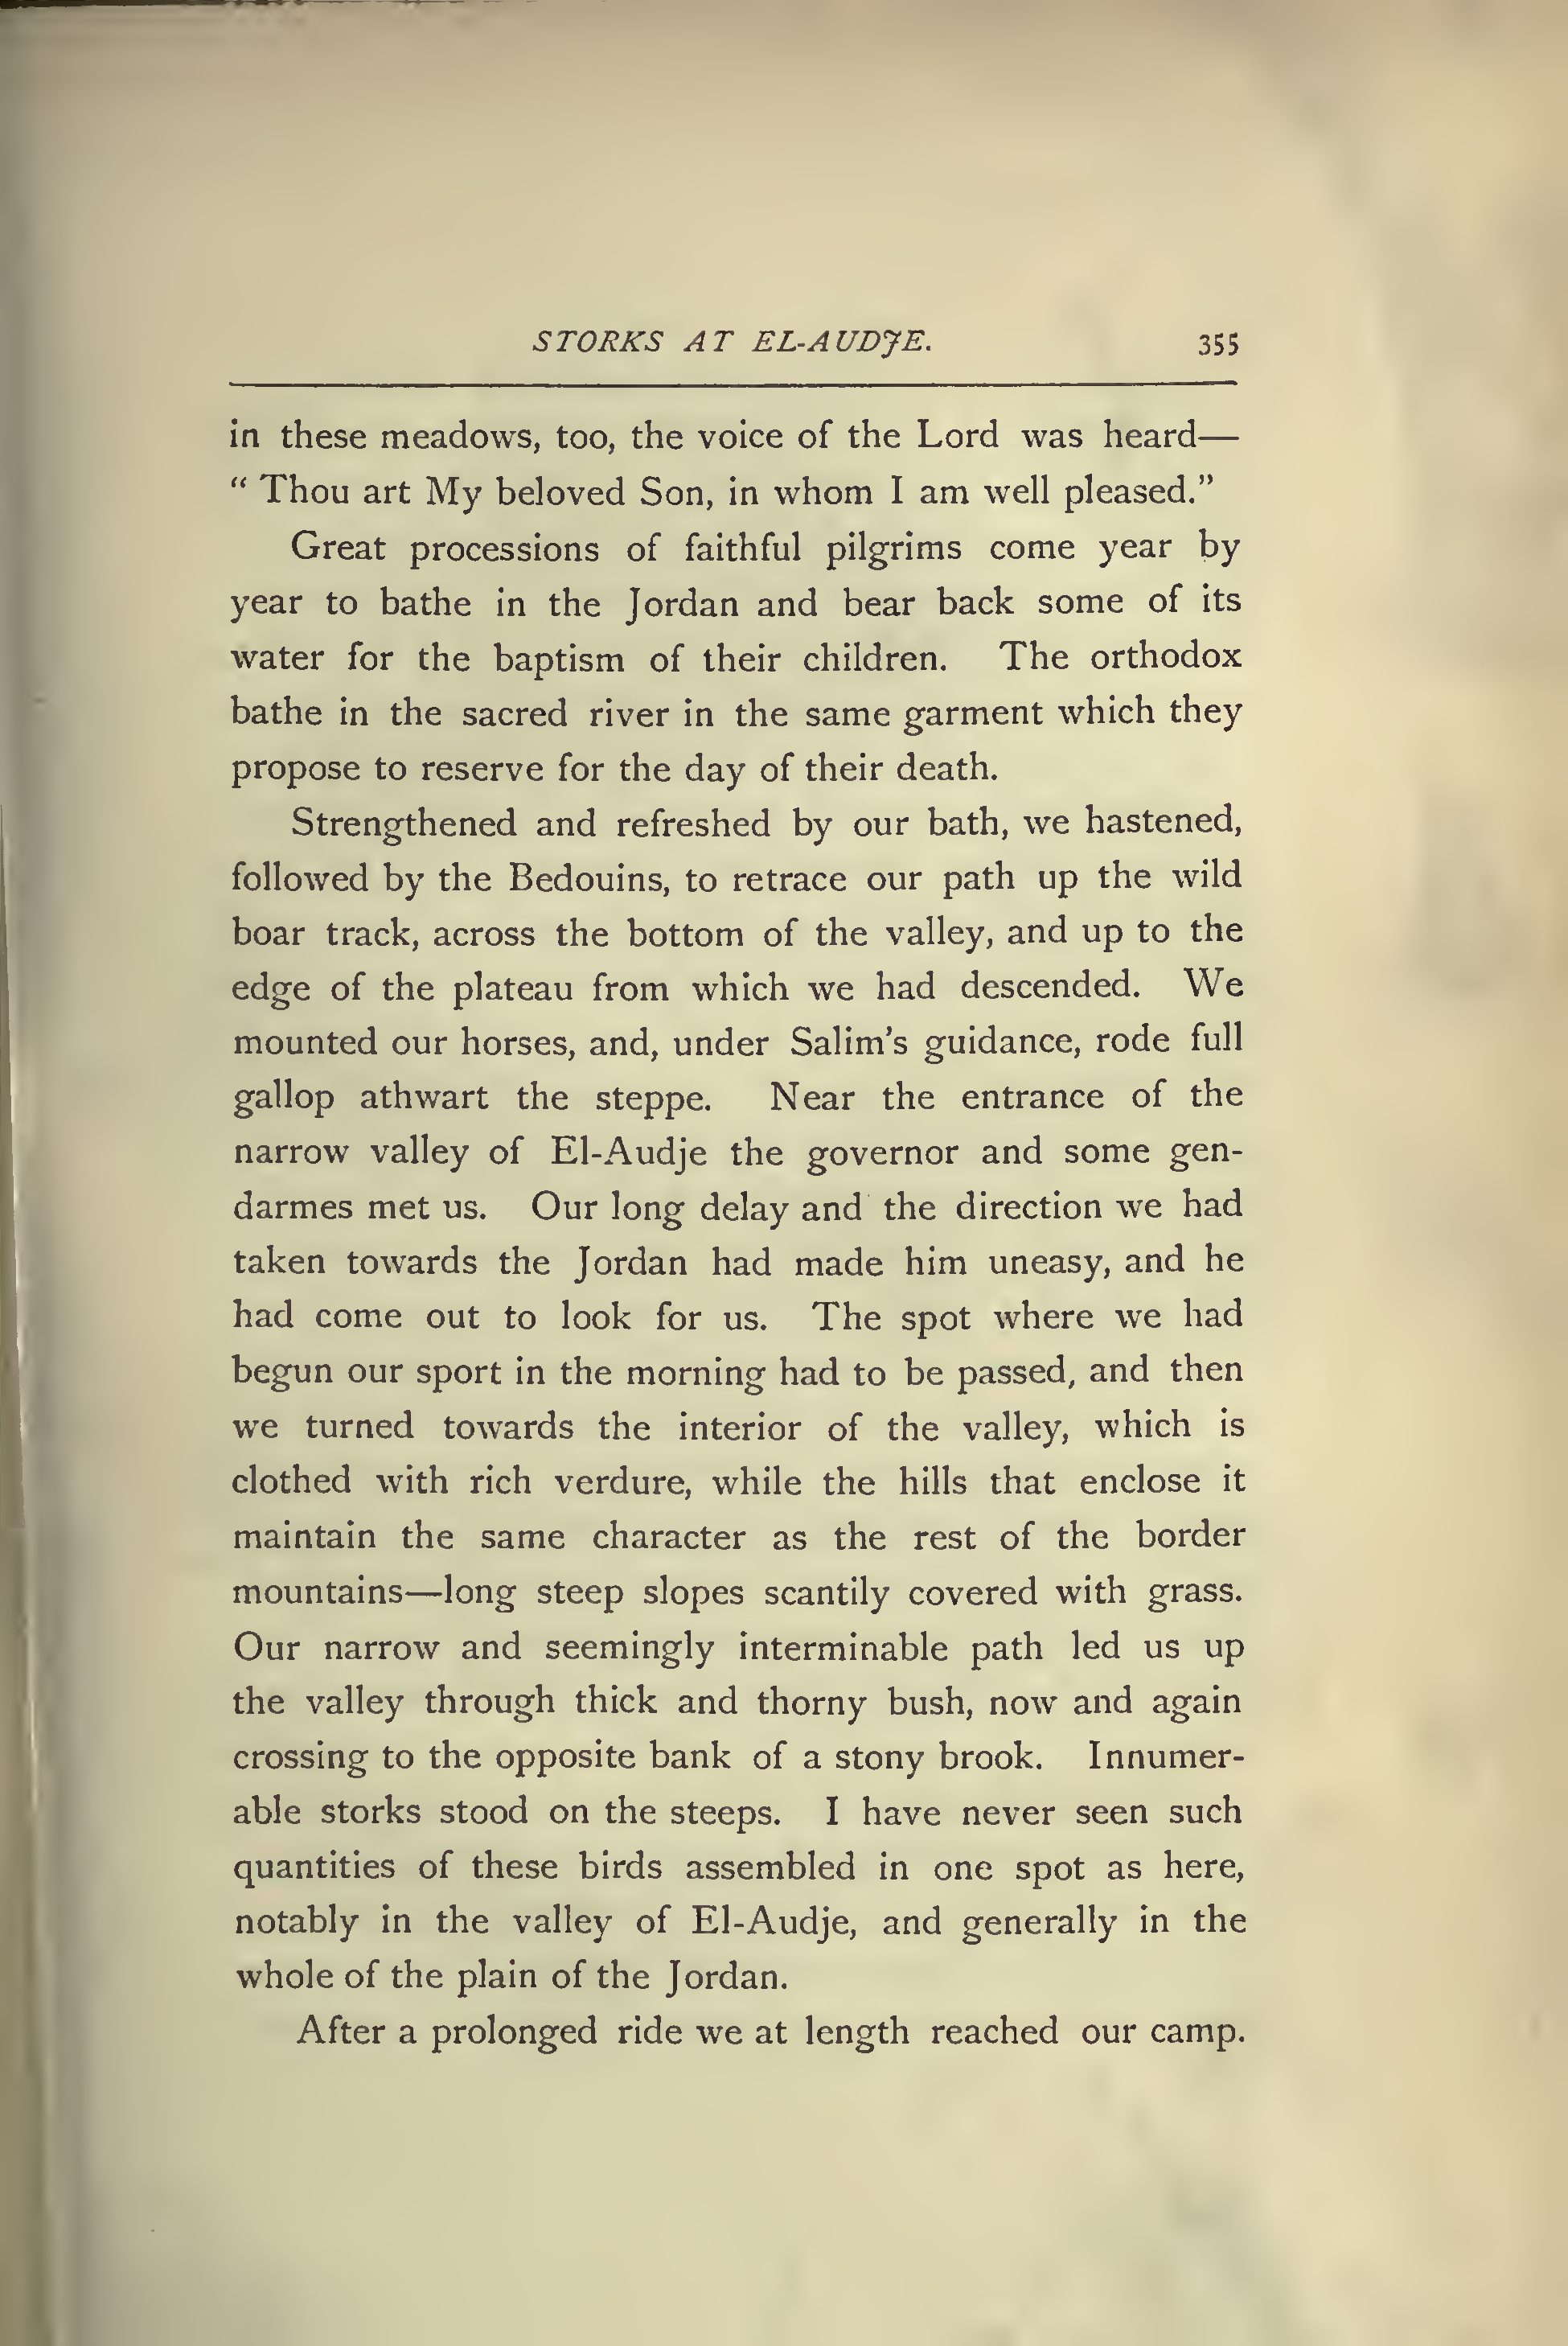 STORKS AT EL-AUDJE. 355
in these meadows, too, the voice of the Lord was heard—
“ Thou art My beloved Son, in whom I am well pleased.”
Great processions of faithful pilgrims come year by
year to bathe in the Jordan and bear back some of its
water for the baptism of their children. The orthodox
bathe in the sacred river in the same garment which they
propose to reserve for the day of their death.
Strengthened and refreshed by our bath, we hastened,
followed by the Bedouins, to retrace our path up the wild
boar track, across the bottom of the valley, and up to the
edge of the plateau from which we had descended. We
mounted our horses, and, under Salim’s guidance, rode full
gallop athwart the steppe. Near the entrance of the
narrow valley of El-Audje the governor and some gen-
darmes met us. Our long delay and the direction we had
taken towards the Jordan had made him uneasy, and he
had come out to look for us. The spot where we had
begun our sport in the morning had to be passed, and then
we turned towards the interior of the valley, which is
clothed with rich verdure, while the hills that enclose it
maintain the same character as the rest of the border
mountains—long steep slopes scantily covered with grass.
Our narrow and seemingly interminable path led us up
the valley through thick and thorny bush, now and again
crossing to the opposite bank of a stony brook. Innumer-
able storks stood on the steeps. I have never seen such
quantities of these birds assembled in one spot as here,
notably in the valley of El-Audje, and generally in the
whole of the plain of the Jordan.
After a prolonged ride we at length reached our camp.